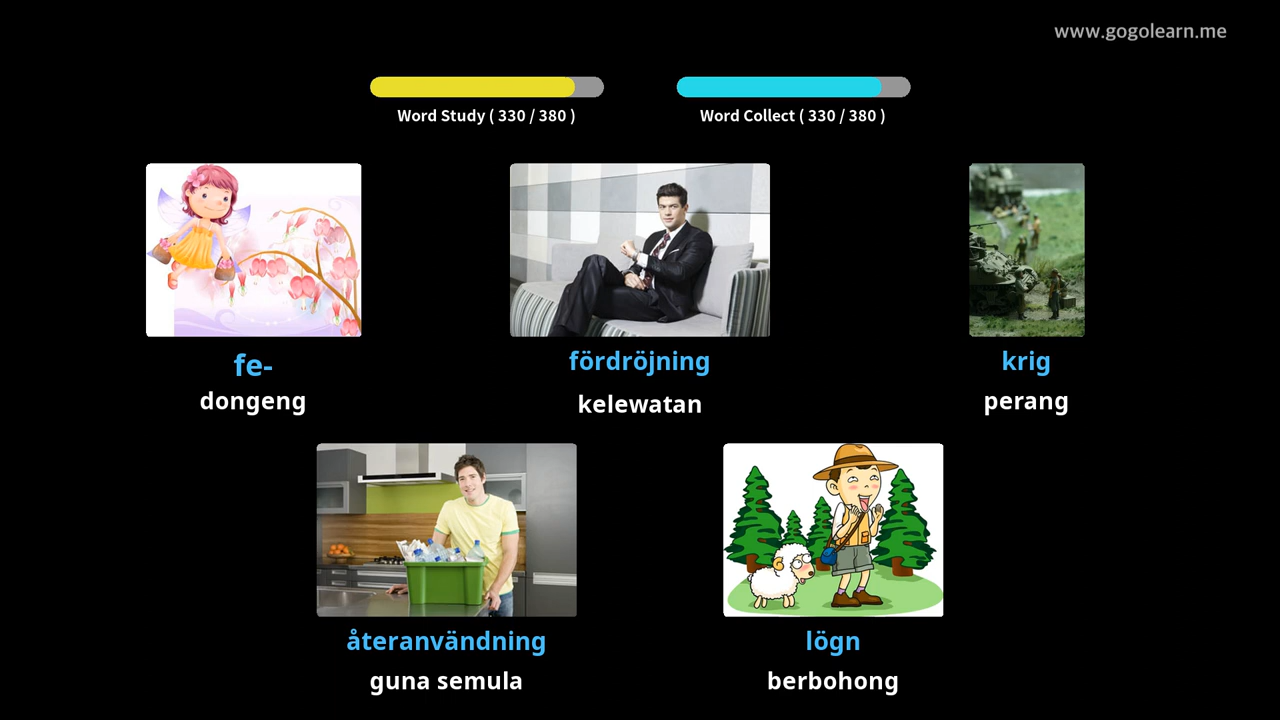 www.gogolearn.me
Word Study ( 330 / 380 )
Word Collect ( 330 / 380 )
fe-
dongeng
fördröjning
kelewatan
krig
perang
återanvändning
guna semula
lögn
berbohong